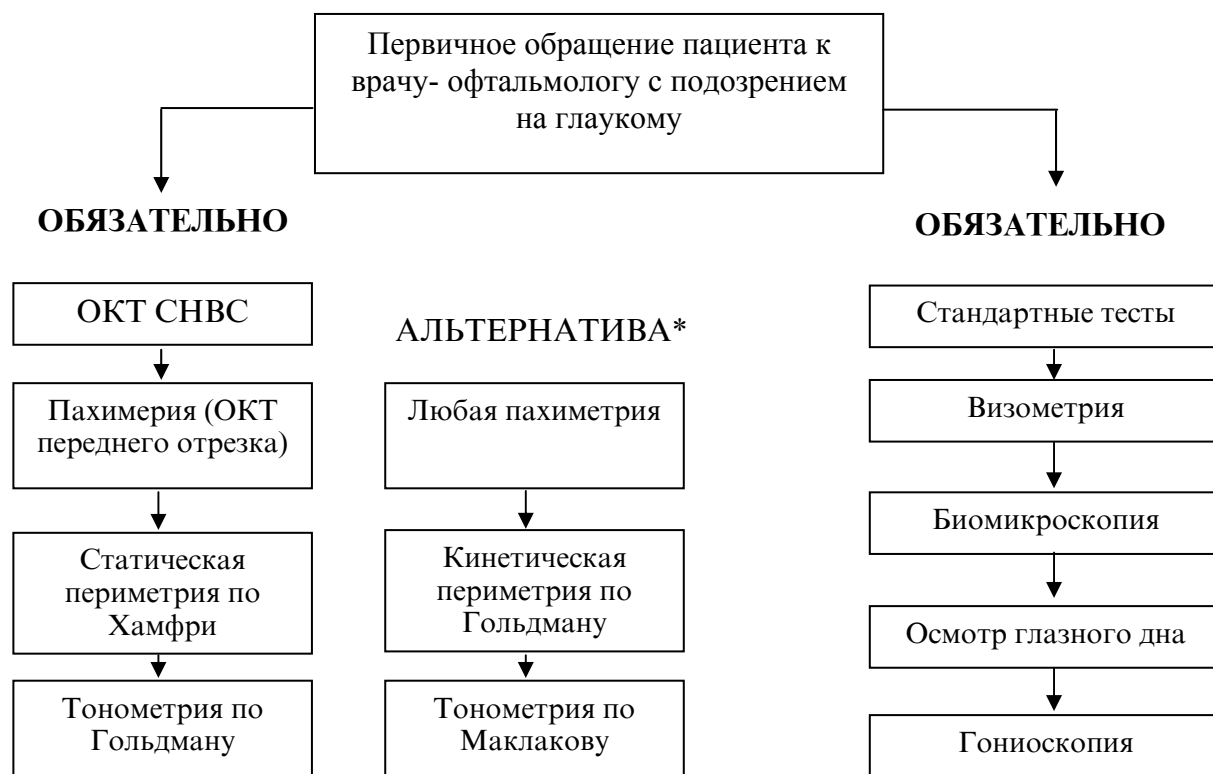 Первичное обращение пациента к
врачу- офтальмологу с подозрением
на глаукому
ОБЯЗАТЕЛЬНО
ОКТ СНВС
Пахимерия (ОКТ
переднего отрезка)
Статическая
периметрия по
Хамфри
Тонометрия по
Гольдману
АЛЬТЕРНАТИВА*
Любая пахиметрия
Кинетическая
периметрия по
Гольдману
Тонометрия по
Маклакову
ОБЯЗАТЕЛЬНО
Стандартные тесты
Визометрия
Биомикроскопия
Осмотр глазного дна
Гониоскопия